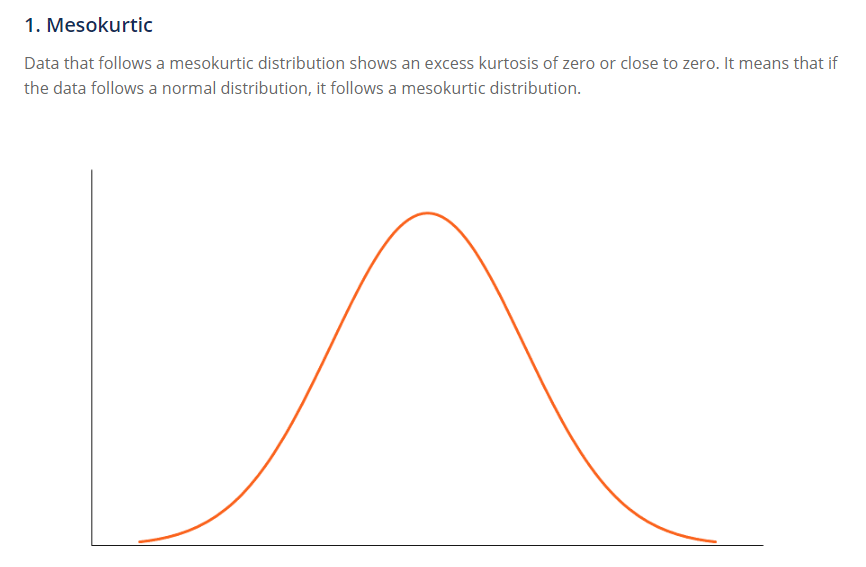 1. Mesokurtic
Data that follows a mesokurtic distribution shows an excess kurtosis of zero or close to zero. It means that if
the data follows a normal distribution, it follows a mesokurtic distribution.